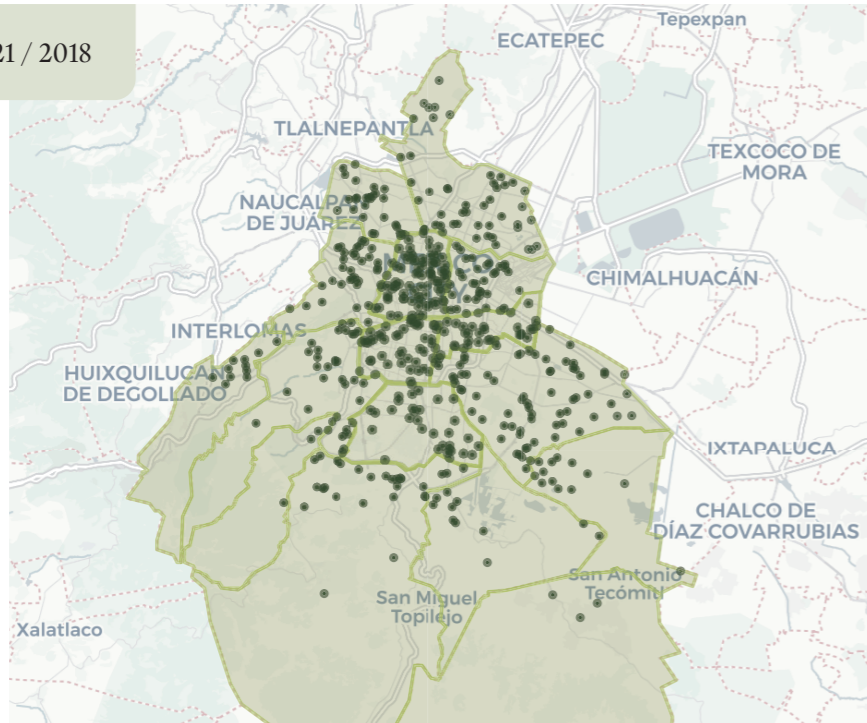 21 / 2018
Tepexpan
ECATEPEC
TLALNEPANTLA
TEXCOCO DE
MORA
NAUCALPA
DE JUÁREZ
CHIMALHUACÁN
INTERLOMAS
HUIXQUILUCAN
DE DEGOLLADO
IXTAPALUCA
CHALCO DE
DÍAZ COVARRUBIAS
San Antonio
Tecómitl
San Miguel
Topilejo
Xalatlaco